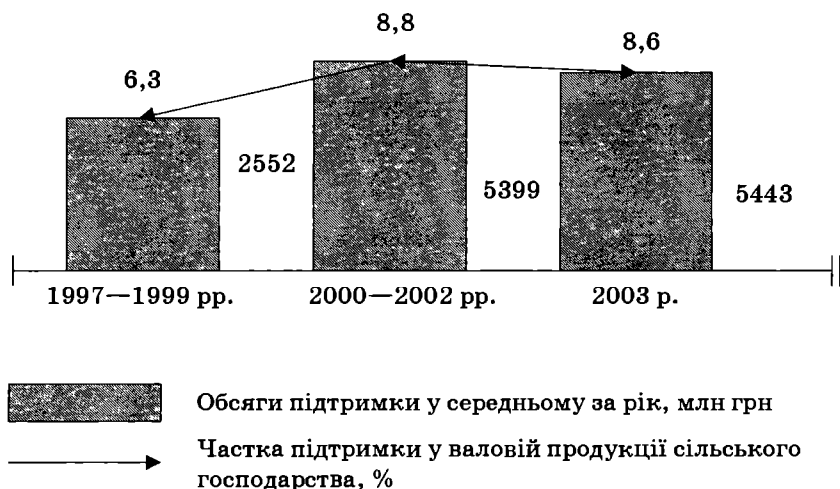 8,8
8,6
6,3
2552
5399
5443
1997—1999 рр.
2000—2002 рр.
2003 р.
Обсяги підтримки у середньому за рік, млн грн
Частка підтримки у валовій продукції сільського
господарства, %